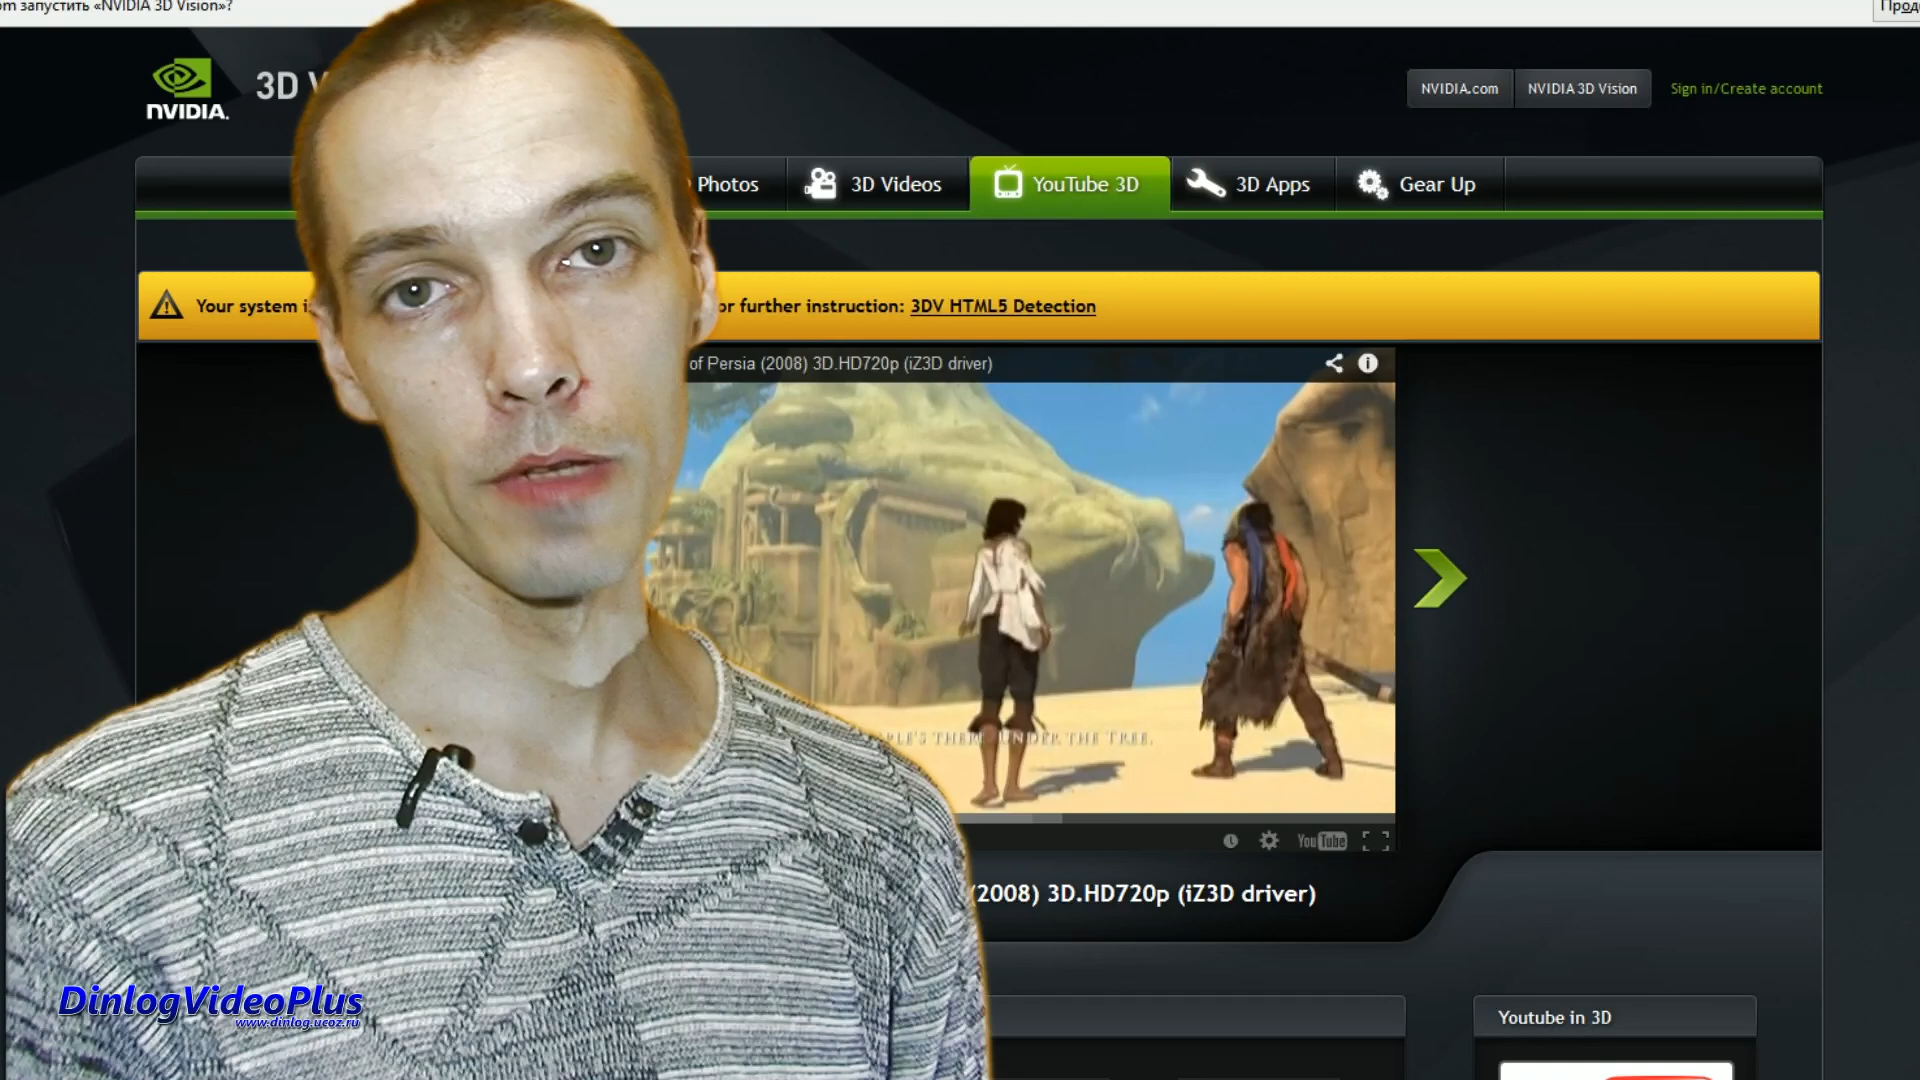 запустить «NVIDIA 3D Vision»?
NVIDIA.
3D
NVIDIA.com
NVIDIA 3D Vision
Sign in/Create account
Photos
3D Videos
YouTube 3D
3D Apps
Gear Up
Your system
for further instruction: 3DV HTML5 Detection
of Persia (2008) 3D.HD720p (iZ3D driver)
THERE UNDER THE TREE.
YouTube
(2008) 3D.HD720p (iZ3D driver)
DinlogVideoPlus
www.dinlog.ucoz.ru
Youtube in 3D